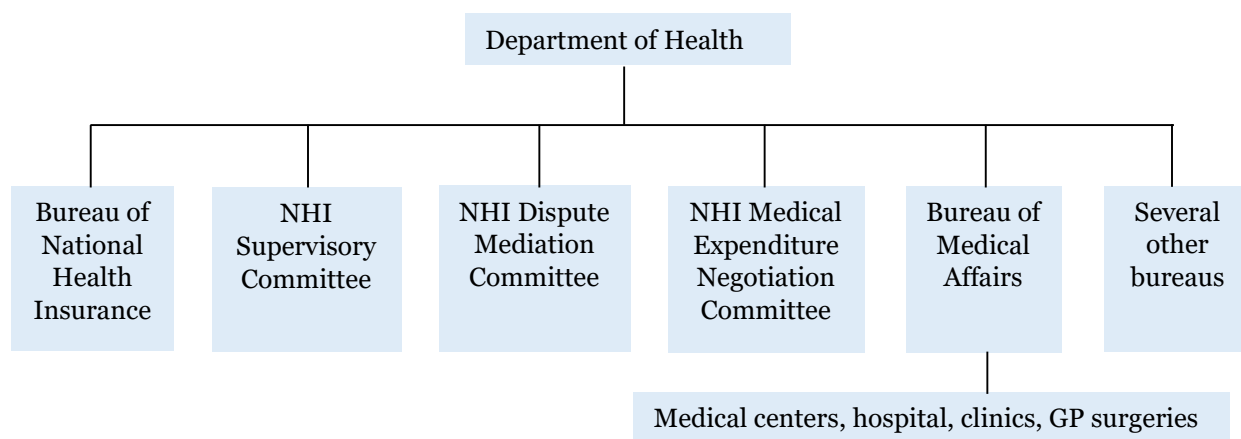 Department of Health
Bureau of
National
Health
Insurance
NHI
Supervisory
Committee
NHI Dispute
Mediation
Committee
NHI Medical
Expenditure
Negotiation
Committee
Bureau of
Medical
Affairs
Several
other
bureaus
Medical centers, hospital, clinics, GP surgeries